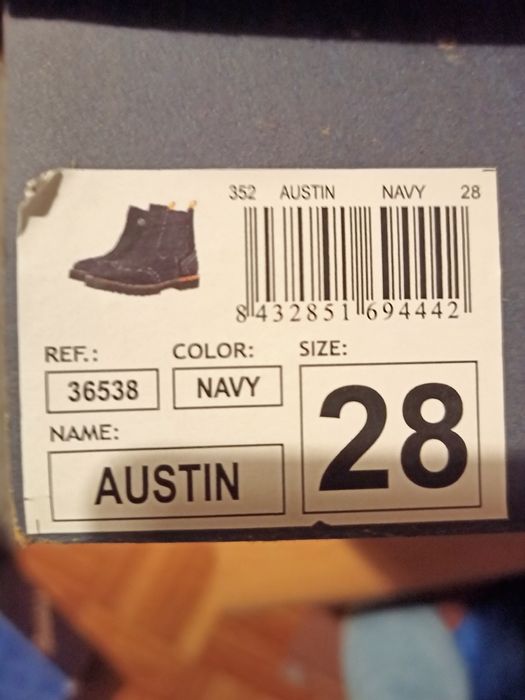 352 AUSTIN NAVY 28
8 432851 694442
REF.: COLOR: SIZE:
36538 NAVY 28
NAME:
AUSTIN